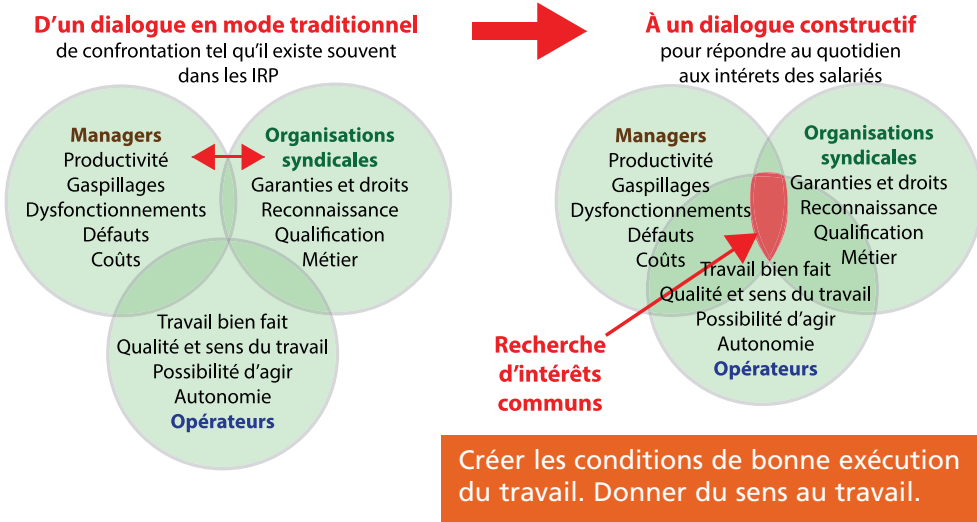 D'un dialogue en mode traditionnel
de confrontation tel qu'il existe souvent
dans les IRP
Managers
Productivité
Gaspillages
Dysfonctionnements
Défauts
Coûts
Organisations
syndicales
Garanties et droits
Reconnaissance
Qualification
Métier
Travail bien fait
Qualité et sens du travail
Possibilité d'agir
Autonomie
Opérateurs
À un dialogue constructif
pour répondre au quotidien
aux intérets des salariés
Managers
Productivité
Gaspillages
Dysfonctionnements
Défauts
Coûts
Organisations
syndicales
Garanties et droits
Reconnaissance
Qualification
Métier
Travail bien fait
Qualité et sens du travail
Possibilité d'agir
Autonomie
Opérateurs
Recherche
d'intérêts
communs
Créer les conditions de bonne exécution
du travail. Donner du sens au travail.